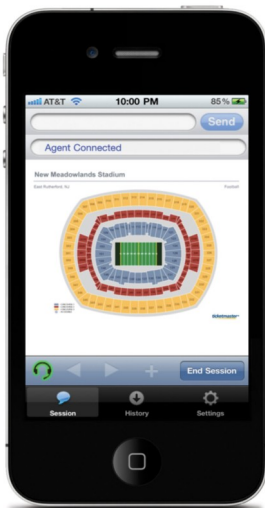 AT&T 10:00 PM 85%
Send
Agent Connected
New Meadowlands Stadium
East Rutherford, NJ Football
ticketmaster
End Session
Session History Settings